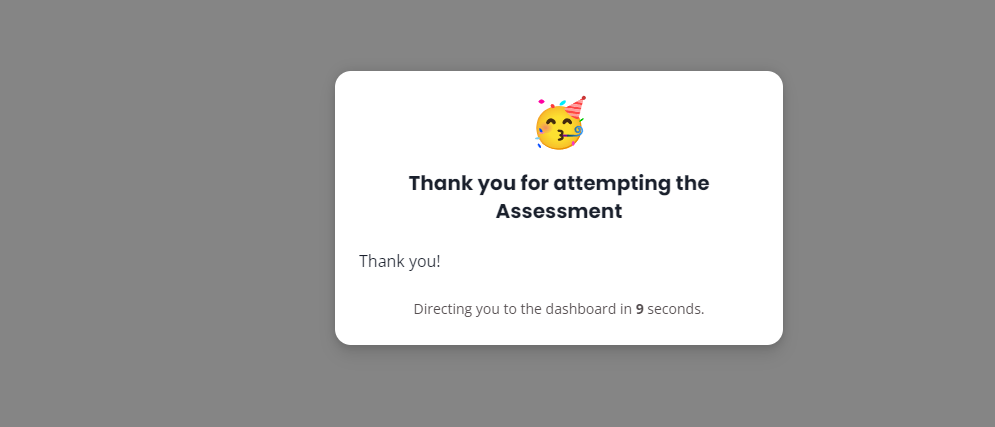 Thank you for attempting the
Assessment
Thank you!
Directing you to the dashboard in 9 seconds.